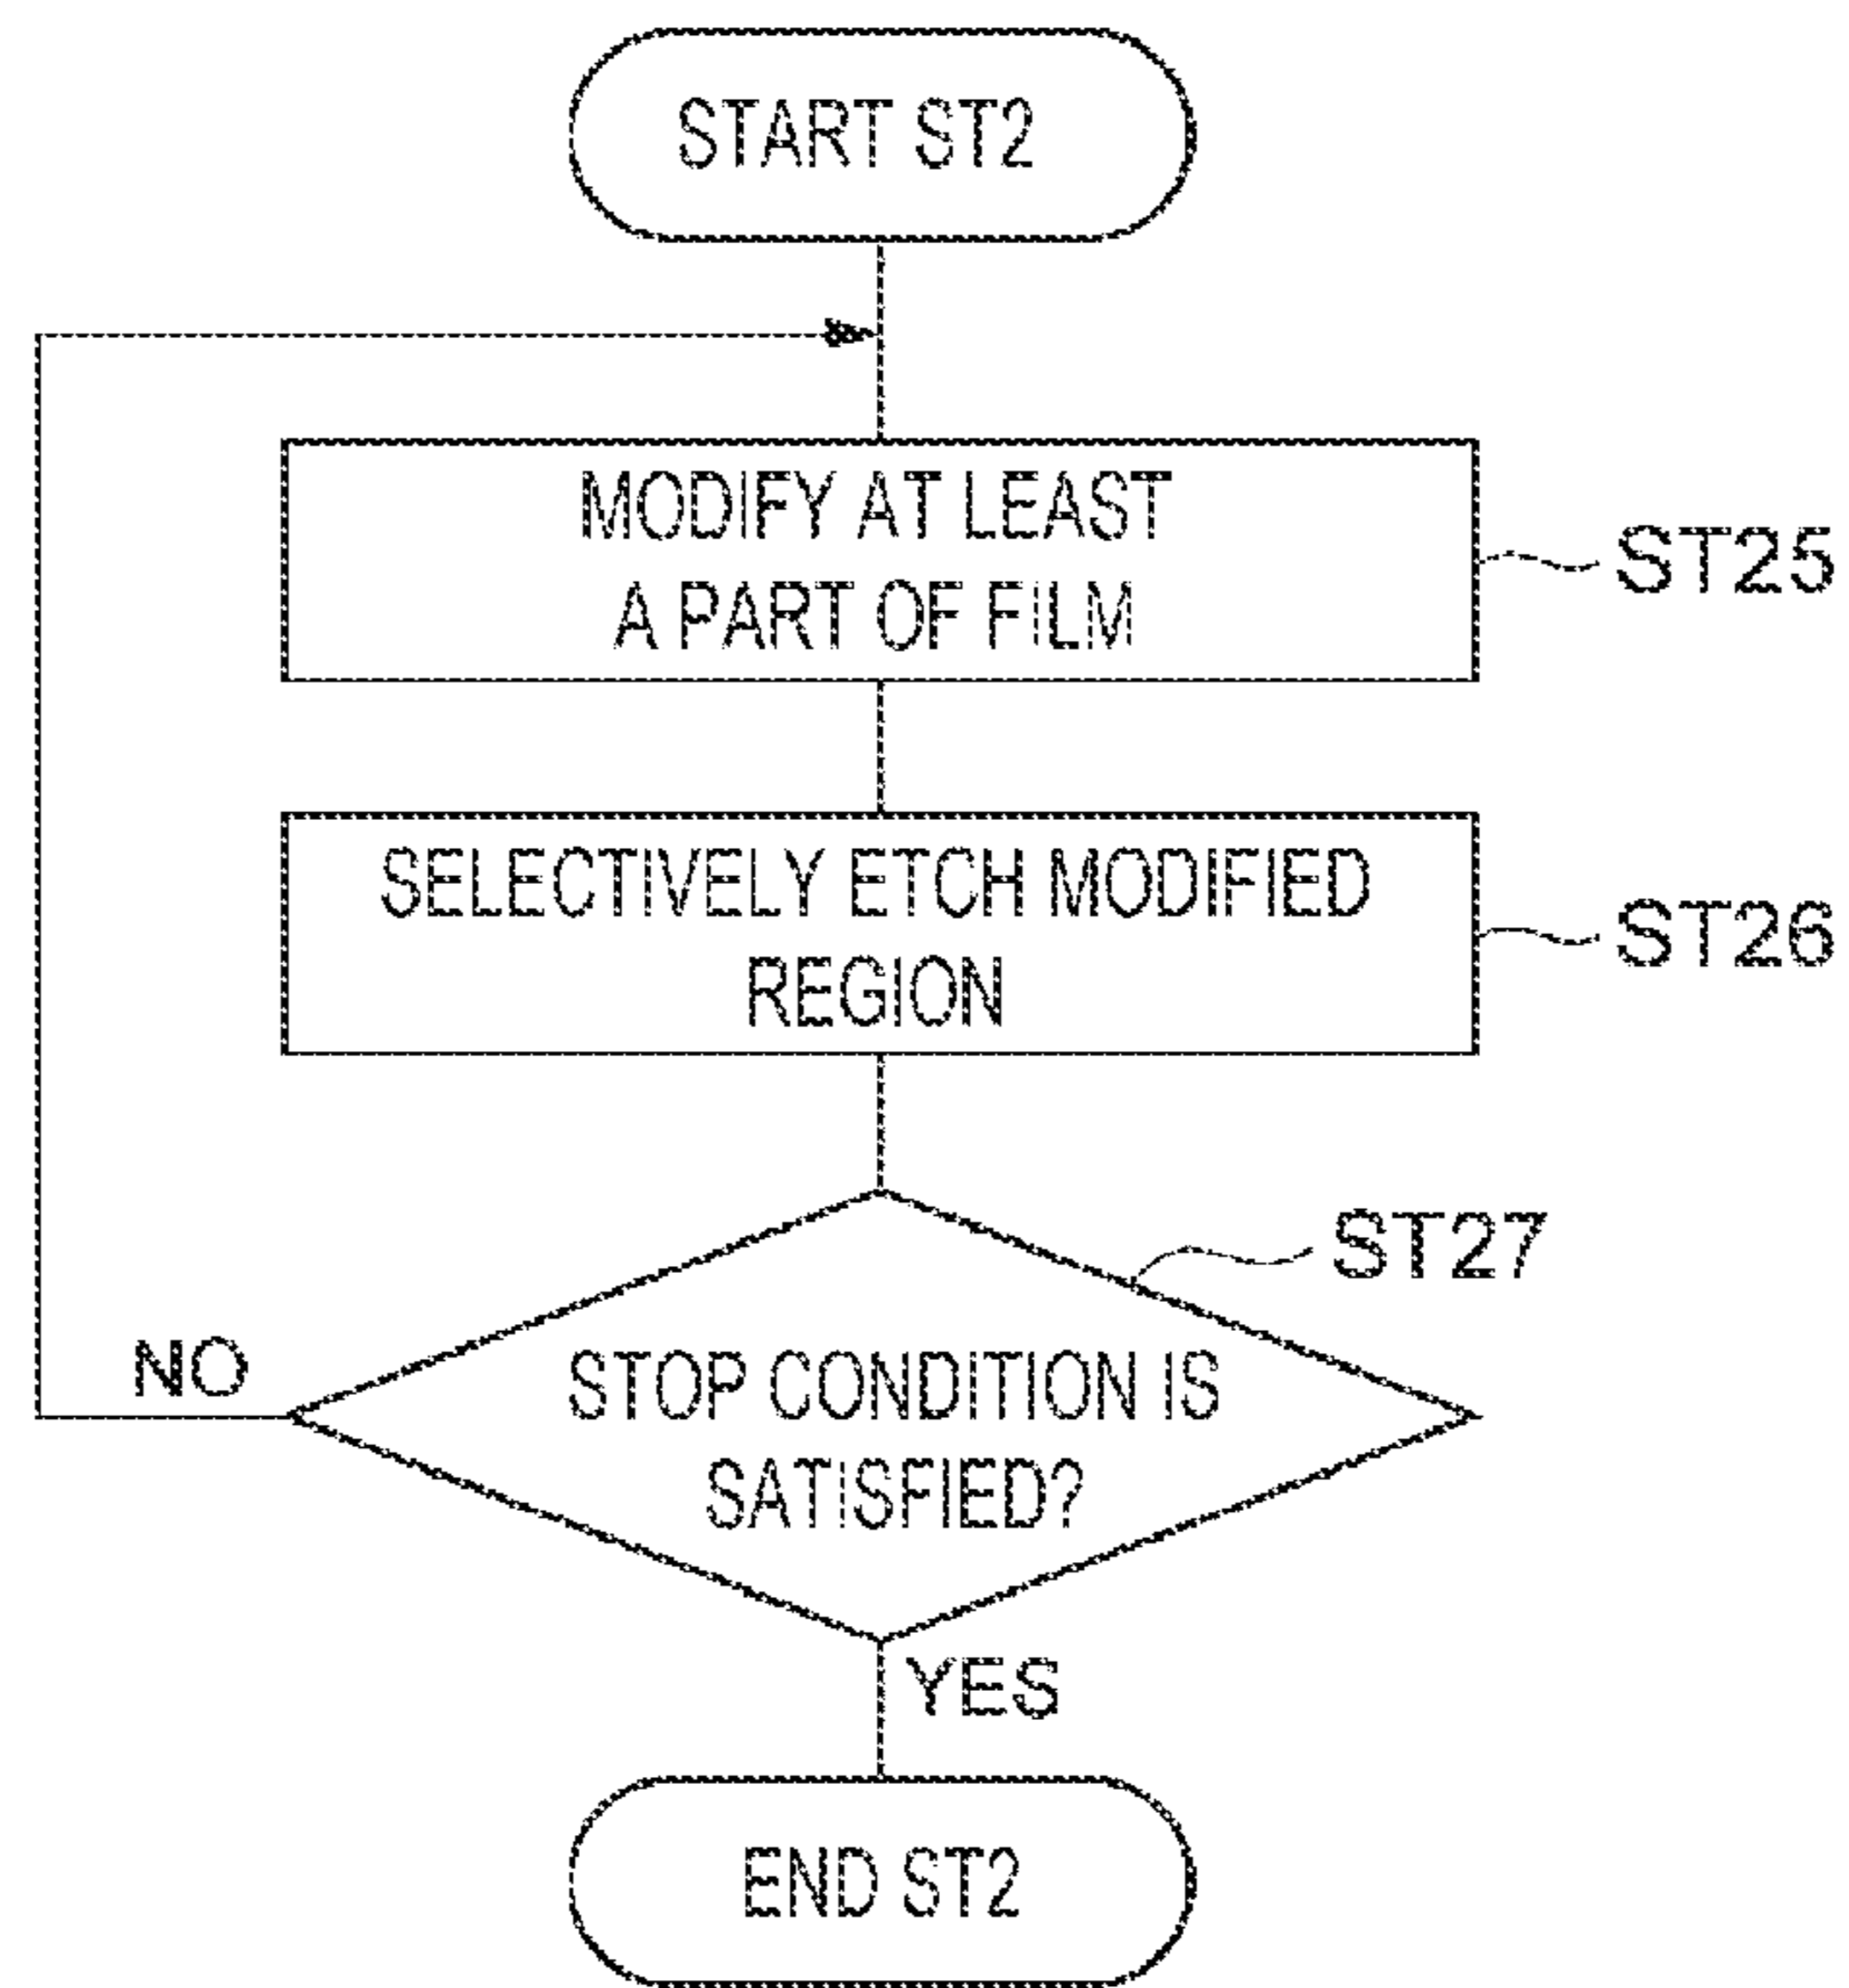 START ST2
MODIFY AT LEAST
A PART OF FILM
ST25
SELECTIVELY ETCH MODIFIED
REGION
ST26
ST27
STOP CONDITION IS
SATISFIED?
NO
YES
END ST2